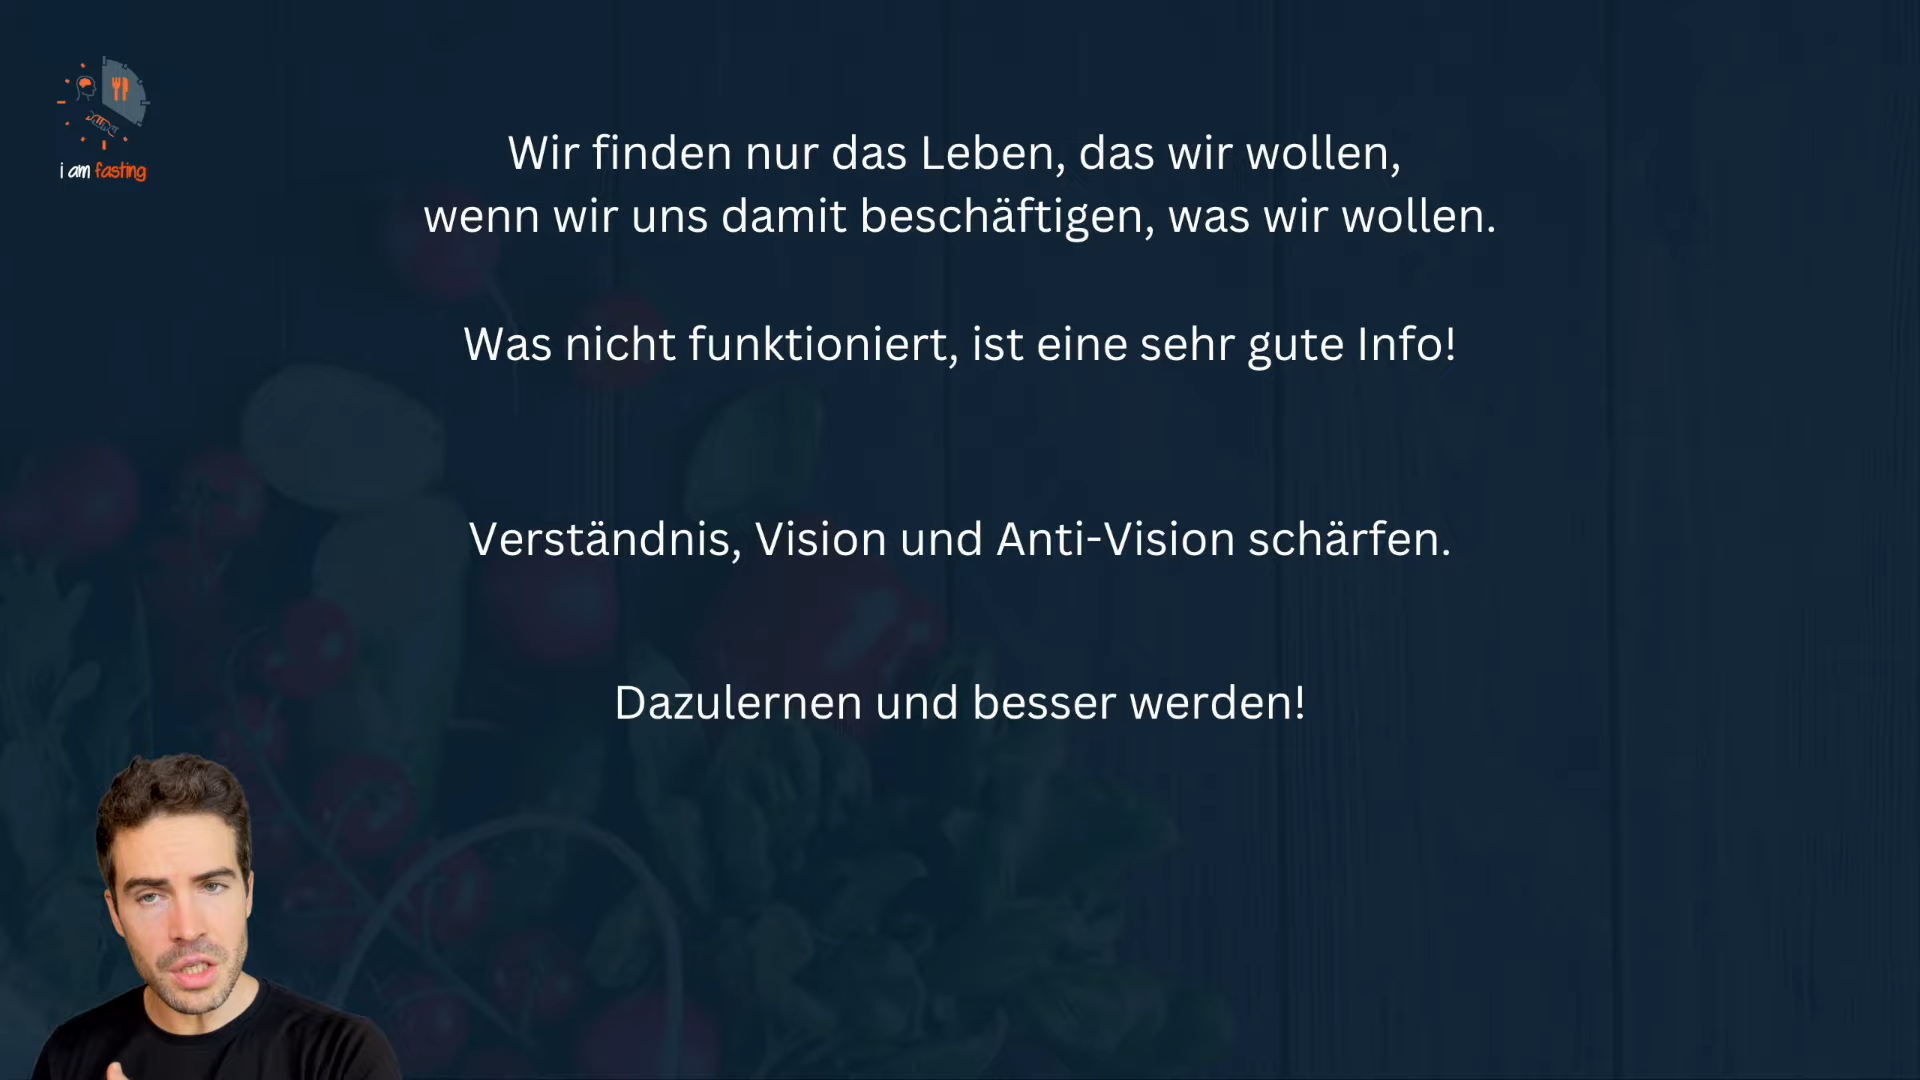 i am fasting
Wir finden nur das Leben, das wir wollen,
wenn wir uns damit beschäftigen, was wir wollen.
Was nicht funktioniert, ist eine sehr gute Info!
Verständnis, Vision und Anti-Vision schärfen.
Dazulernen und besser werden!